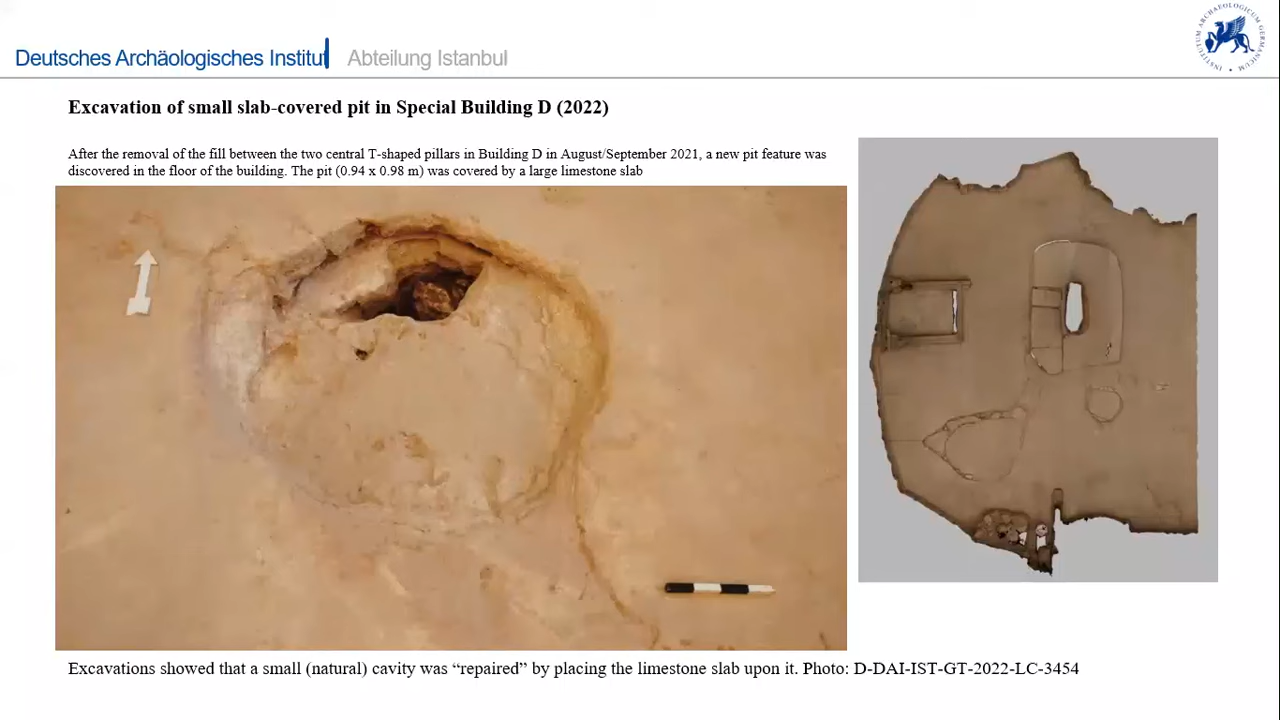 Deutsches Archäologisches Institut Abteilung Istanbul
INSTITUTUM ARCHAEOLOGICUM GERMANICUM
Excavation of small slab-covered pit in Special Building D (2022)
After the removal of the fill between the two central T-shaped pillars in Building D in August/September 2021, a new pit feature was
discovered in the floor of the building. The pit (0.94 x 0.98 m) was covered by a large limestone slab
Excavations showed that a small (natural) cavity was “repaired” by placing the limestone slab upon it. Photo: D-DAI-IST-GT-2022-LC-3454